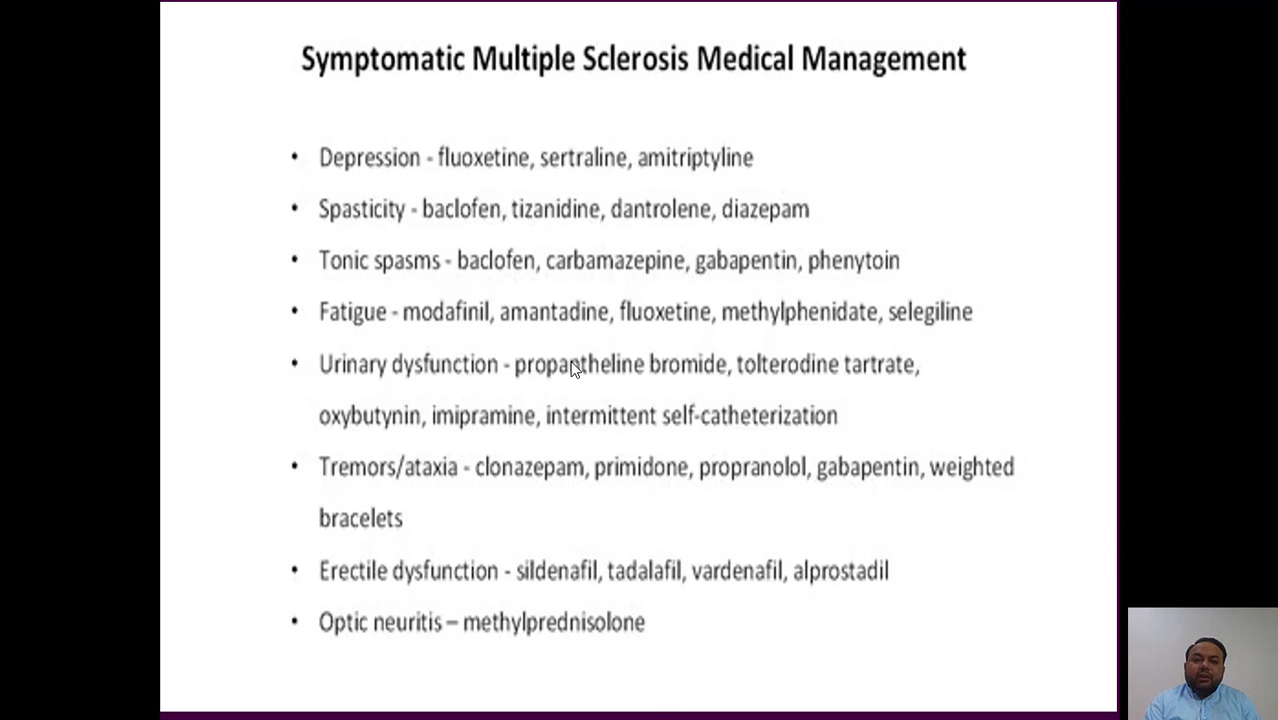 Symptomatic Multiple Sclerosis Medical Management
• Depression - fluoxetine, sertraline, amitriptyline
• Spasticity - baclofen, tizanidine, dantrolene, diazepam
• Tonic spasms - baclofen, carbamazepine, gabapentin, phenytoin
• Fatigue - modafinil, amantadine, fluoxetine, methylphenidate, selegiline
• Urinary dysfunction - propantheline bromide, tolterodine tartrate,
oxybutynin, imipramine, intermittent self-catheterization
• Tremors/ataxia - clonazepam, primidone, propranolol, gabapentin, weighted
bracelets
• Erectile dysfunction - sildenafil, tadalafil, vardenafil, alprostadil
• Optic neuritis – methylprednisolone